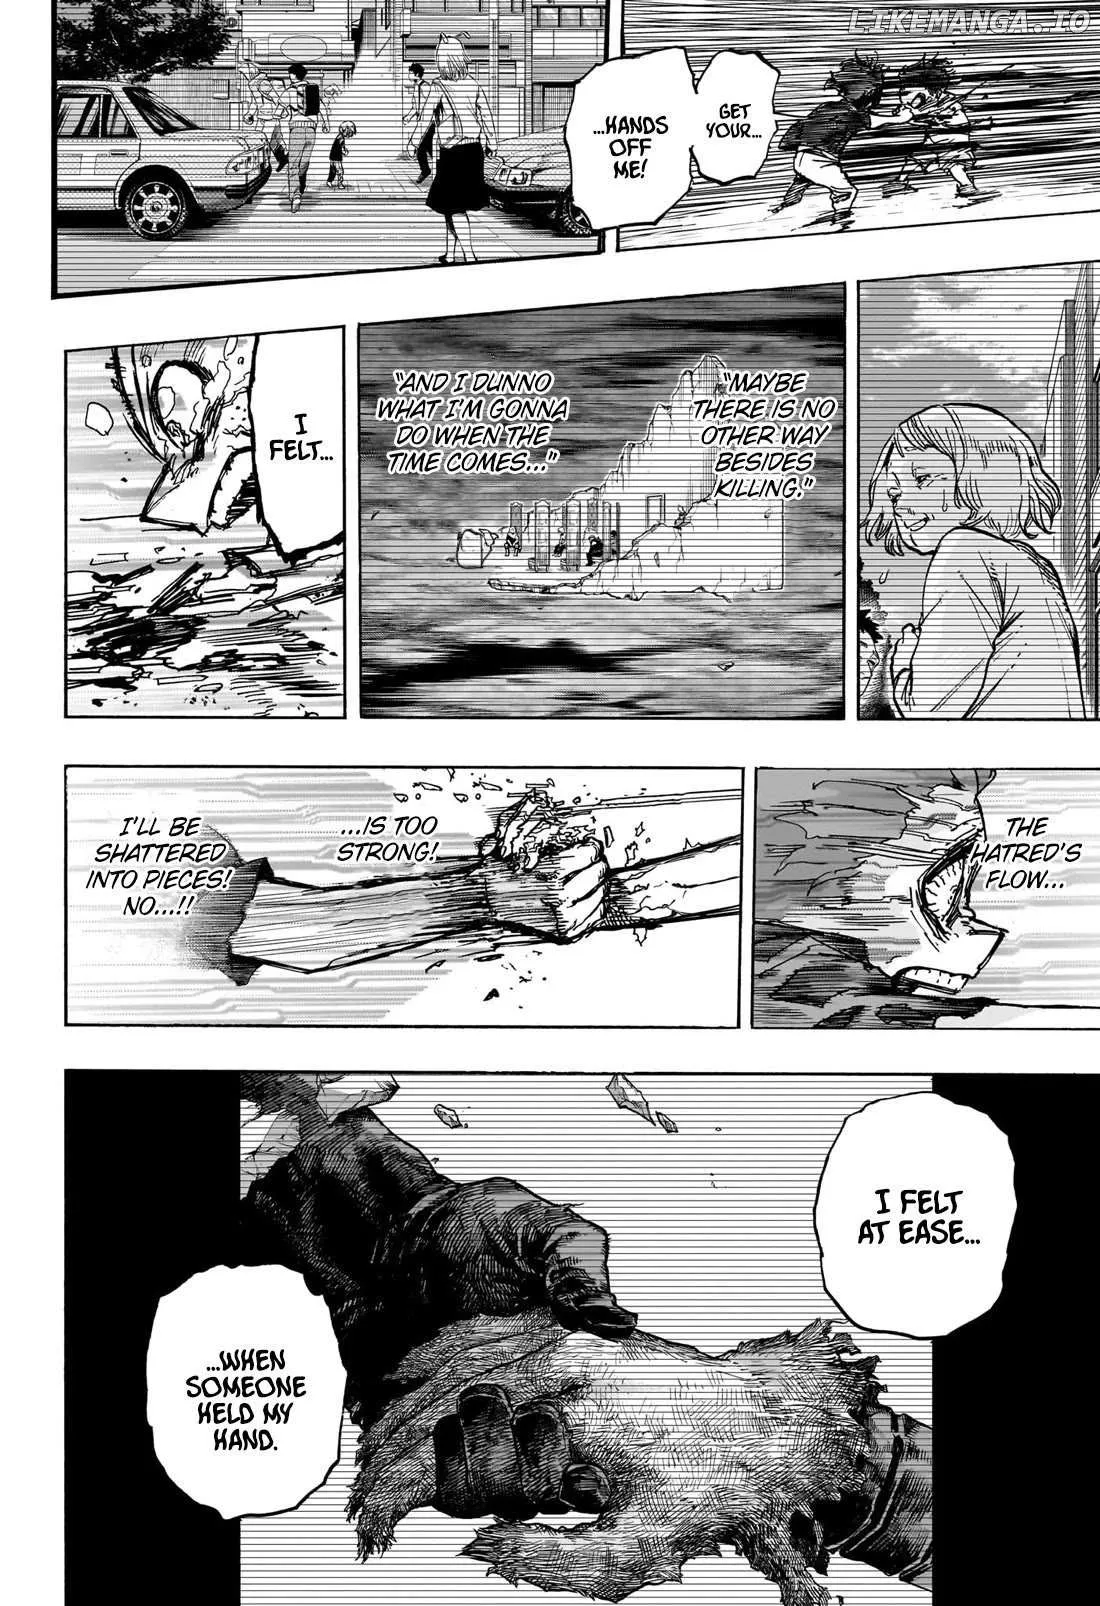 LIKEMANGA.IO
GET
YOUR...
...HANDS
OFF
ME!
"MAYBE
THERE IS NO
OTHER WAY
BESIDES
KILLING."
"AND I DUNNO
WHAT I'M GONNA
DO WHEN THE
TIME COMES..."
I
FELT...
THE
HATRED'S
FLOW...
...IS TOO
STRONG!
I'LL BE
SHATTERED
INTO PIECES!
NO...!!
I FELT
AT EASE...
...WHEN
SOMEONE
HELD MY
HAND.